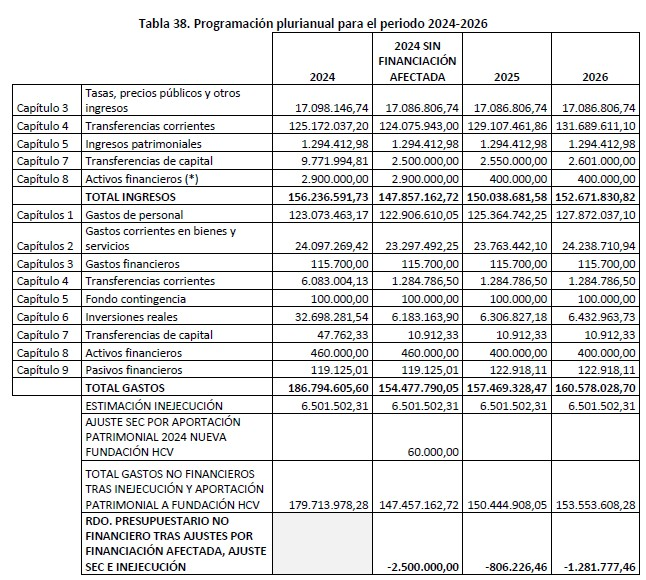 Tabla 38. Programación plurianual para el periodo 2024-2026
2024 2024 SIN FINANCIACIÓN AFECTADA 2025 2026
Capítulo 3 Tasas, precios públicos y otros ingresos 17.098.146,74 17.086.806,74 17.086.806,74 17.086.806,74
Capítulo 4 Transferencias corrientes 125.172.037,20 124.075.943,00 129.107.461,86 131.689.611,10
Capítulo 5 Ingresos patrimoniales 1.294.412,98 1.294.412,98 1.294.412,98 1.294.412,98
Capítulo 7 Transferencias de capital 9.771.994,81 2.500.000,00 2.550.000,00 2.601.000,00
Capítulo 8 Activos financieros (*) 2.900.000,00 2.900.000,00 400.000,00 400.000,00
TOTAL INGRESOS 156.236.591,73 147.857.162,72 150.038.681,58 152.671.830,82
Capítulos 1 Gastos de personal 123.073.463,17 122.906.610,05 125.364.742,25 127.872.037,10
Capítulos 2 Gastos corrientes en bienes y servicios 24.097.269,42 23.297.492,25 23.763.442,10 24.238.710,94
Capítulos 3 Gastos financieros 115.700,00 115.700,00 115.700,00 115.700,00
Capítulo 4 Transferencias corrientes 6.083.004,13 1.284.786,50 1.284.786,50 1.284.786,50
Capítulo 5 Fondo contingencia 100.000,00 100.000,00 100.000,00 100.000,00
Capítulo 6 Inversiones reales 32.698.281,54 6.183.163,90 6.306.827,18 6.432.963,73
Capítulo 7 Transferencias de capital 47.762,33 10.912,33 10.912,33 10.912,33
Capítulo 8 Activos financieros 460.000,00 460.000,00 400.000,00 400.000,00
Capítulo 9 Pasivos financieros 119.125,01 119.125,01 122.918,11 122.918,11
TOTAL GASTOS 186.794.605,60 154.477.790,05 157.469.328,47 160.578.028,70
ESTIMACIÓN INEJECUCIÓN 6.501.502,31 6.501.502,31 6.501.502,31 6.501.502,31
AJUSTE SEC POR APORTACIÓN
PATRIMONIAL 2024 NUEVA
FUNDACIÓN HCV 60.000,00
TOTAL GASTOS NO FINANCIEROS
TRAS INEJECUCIÓN Y APORTACIÓN
PATRIMONIAL A FUNDACIÓN HCV 179.713.978,28 147.457.162,72 150.444.908,05 153.553.608,28
RDO. PRESUPUESTARIO NO
FINANCIERO TRAS AJUSTES POR
FINANCIACIÓN AFECTADA, AJUSTE
SEC E INEJECUCIÓN -2.500.000,00 -806.226,46 -1.281.777,46